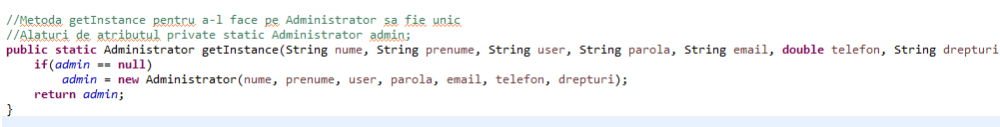 //Metoda getInstance pentru a-l face pe Administrator sa fie unic
//Alaturi de atributul private static Administrator admin;
public static Administrator getInstance(String nume, String prenume, String user, String parola, String email, double telefon, String drepturi
if(admin == null)
admin = new Administrator(nume, prenume, user, parola, email, telefon, drepturi);
return admin;
}